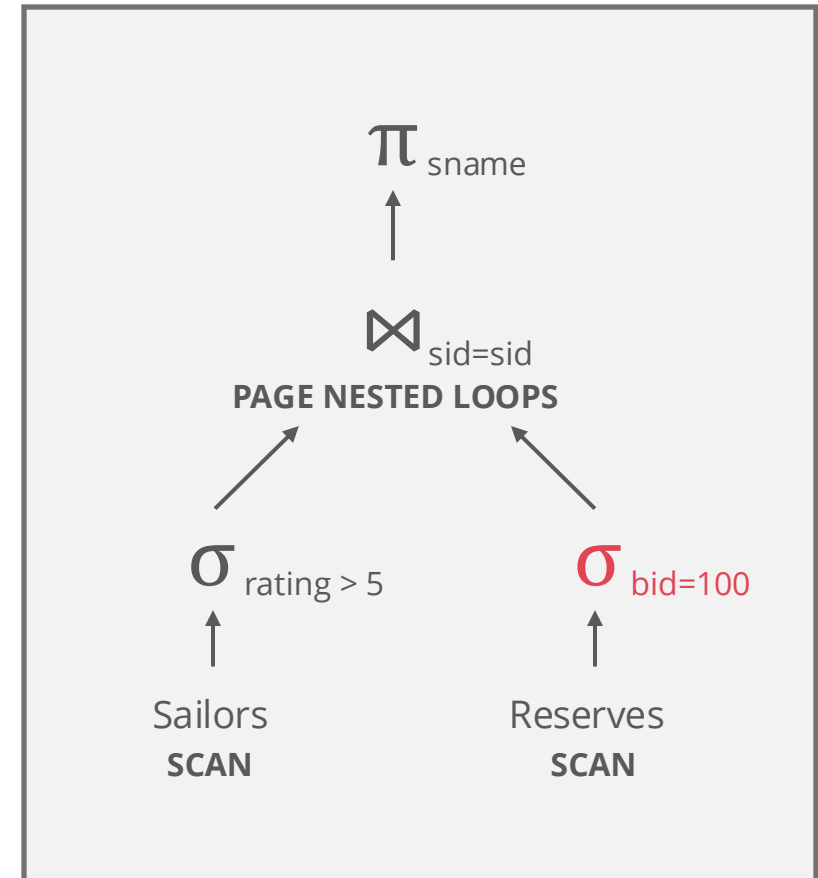 π sname
⋈ sid=sid
PAGE NESTED LOOPS
σ rating > 5
σ bid=100
Sailors
Reserves
SCAN
SCAN